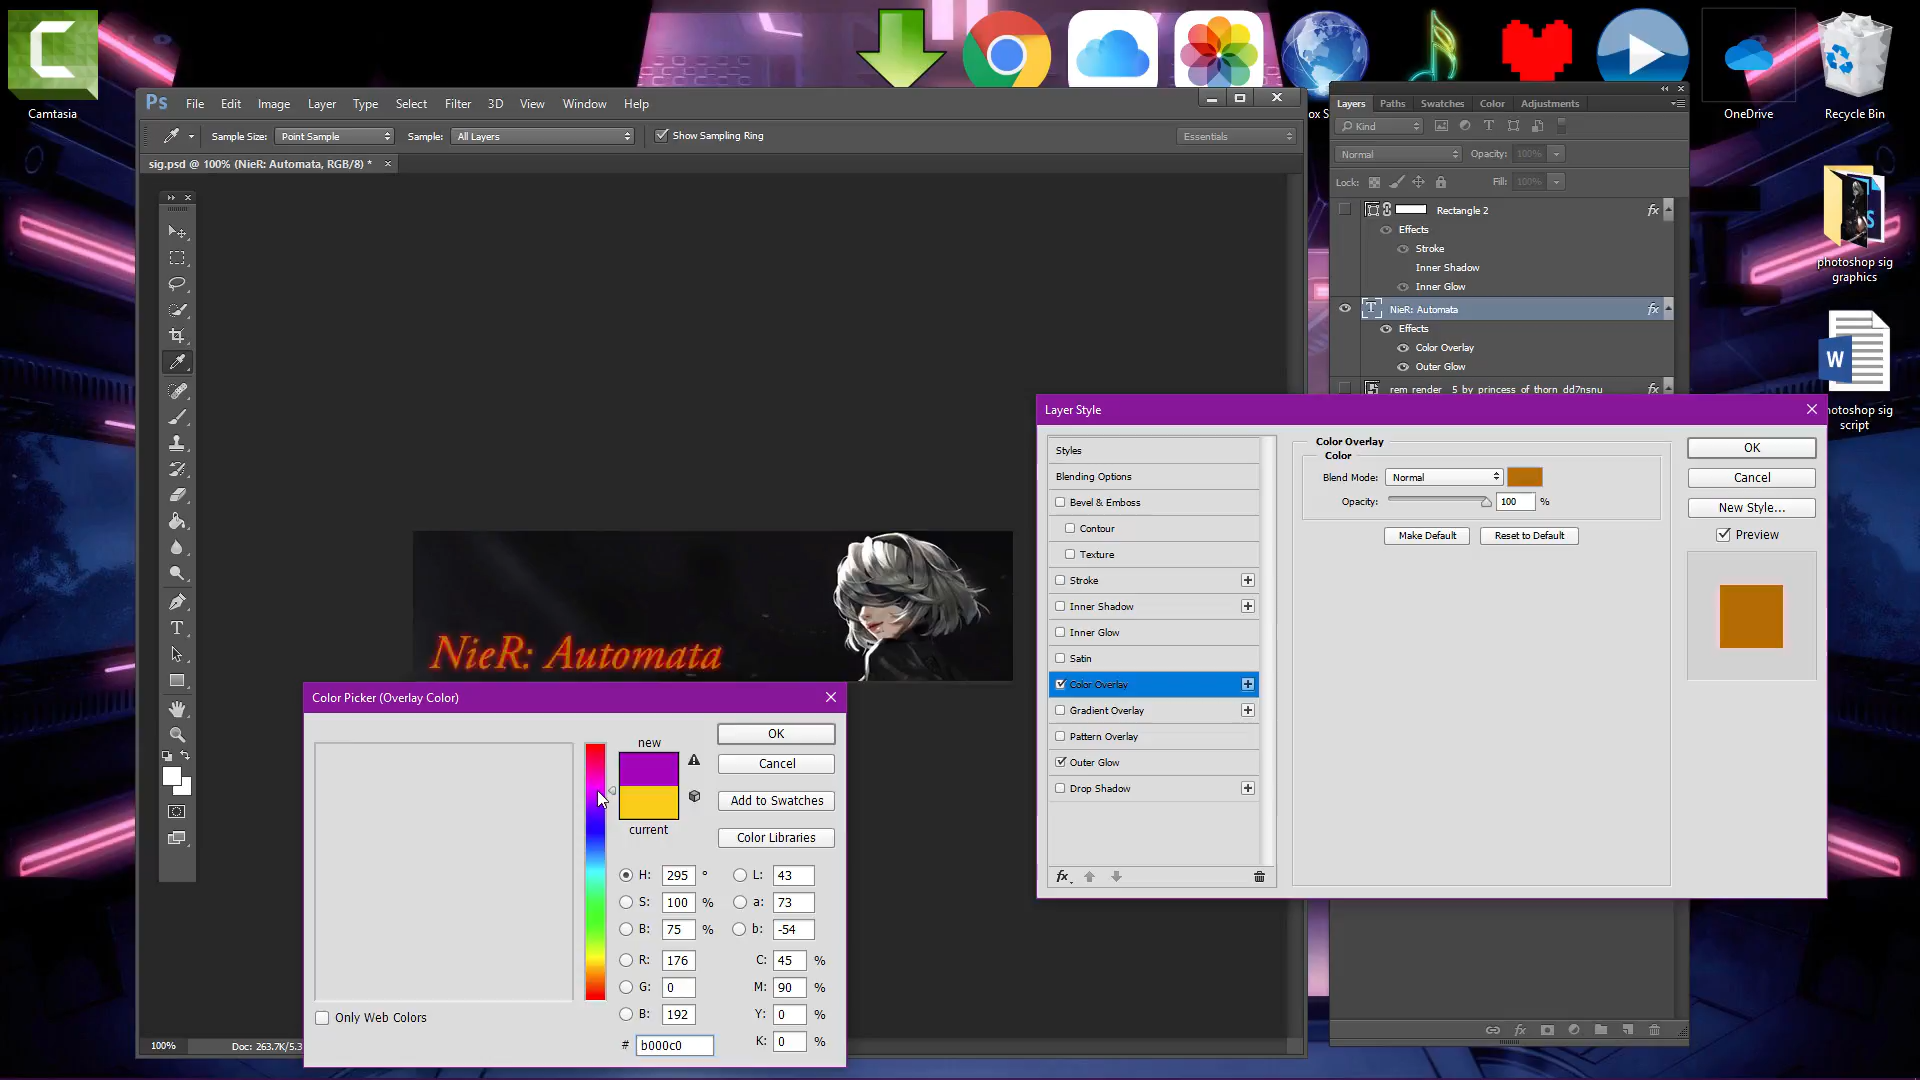 Camtasia
OneDrive
Recycle Bin
Ps File Edit Image Layer Type Select Filter 3D View Window Help
Sample Size: Point Sample Sample: All Layers Show Sampling Ring Essentials
sig.psd @ 100% (NieR: Automata, RGB/8) *
Layers Paths Swatches Color Adjustments
Kind
Normal Opacity: 100%
Lock: Fill: 100%
Rectangle 2 fx
Effects
Stroke
Inner Shadow
Inner Glow
T NieR: Automata fx
Effects
Color Overlay
Outer Glow
rem render 5 by princess of thorn dd7nsnu fx
photoshop sig
graphics
W
otoshop sig
script
Layer Style
Styles
Blending Options
Bevel & Emboss
Contour
Texture
Stroke
Inner Shadow
Inner Glow
Satin
Color Overlay
Gradient Overlay
Pattern Overlay
Outer Glow
Drop Shadow
fx
Color Overlay
Color
Blend Mode: Normal
Opacity: 100 %
Make Default Reset to Default
OK
Cancel
New Style...
Preview
NieR: Automata
Color Picker (Overlay Color)
new
current
OK
Cancel
Add to Swatches
Color Libraries
H: 295 ° L: 43
S: 100 % a: 73
B: 75 % b: -54
R: 176 C: 45 %
G: 0 M: 90 %
B: 192 Y: 0 %
# b000c0 K: 0 %
Only Web Colors
100% Doc: 263.7K/5.3